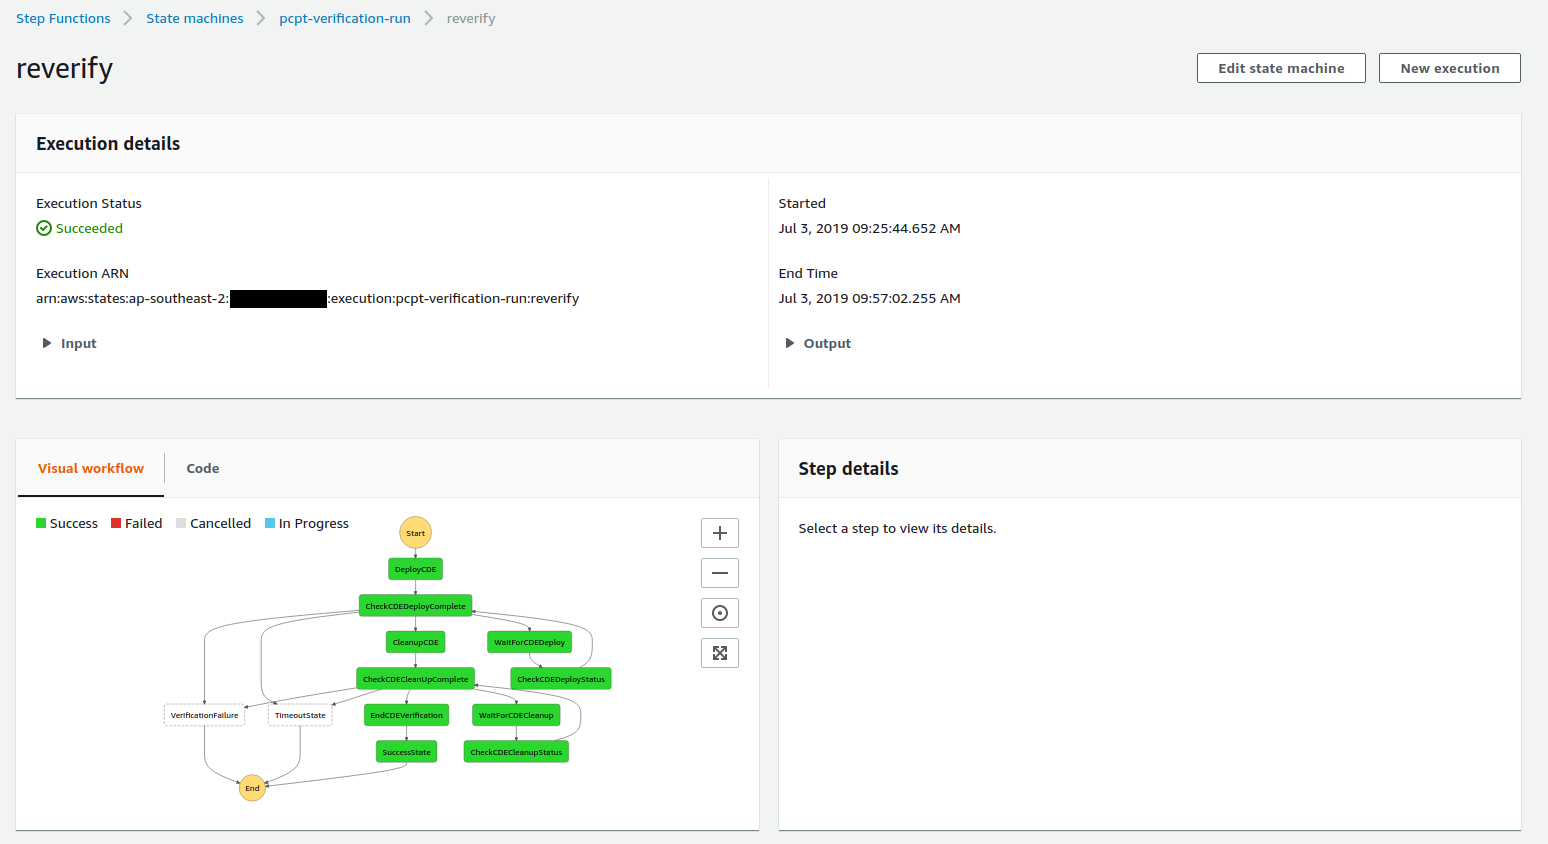 Step Functions > State machines > pcpt-verification-run > reverify
reverify
Edit state machine
New execution
Execution details
Execution Status
Succeeded
Execution ARN
arn:aws:states:ap-southeast-2: :execution:pcpt-verification-run:reverify
Input
Started
Jul 3, 2019 09:25:44.652 AM
End Time
Jul 3, 2019 09:57:02.255 AM
Output
Visual workflow
Code
Success
Failed
Cancelled
In Progress
Start
DeployCDE
CheckCDEDeployComplete
CleanupCDE
WaitForCDEDeploy
CheckCDECleanUpComplete
CheckCDEDeployStatus
VerificationFailure
TimeoutState
EndCDEVerification
WaitForCDECleanup
SuccessState
CheckCDECleanupStatus
End
Step details
Select a step to view its details.